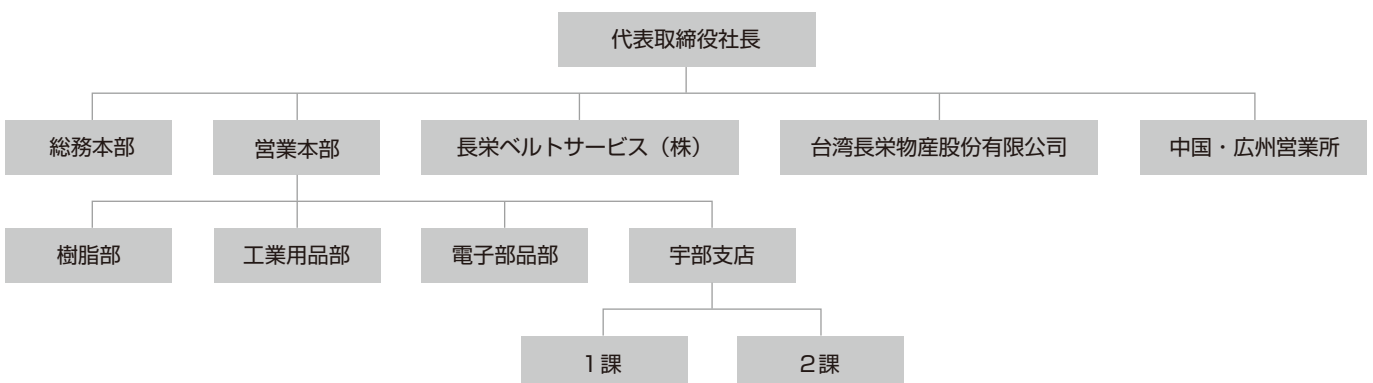 代表取締役社長
総務本部
営業本部
長栄ベルトサービス（株）
台湾長栄物産股份有限公司
中国・広州営業所
樹脂部
工業用品部
電子部品部
宇部支店
１課
２課